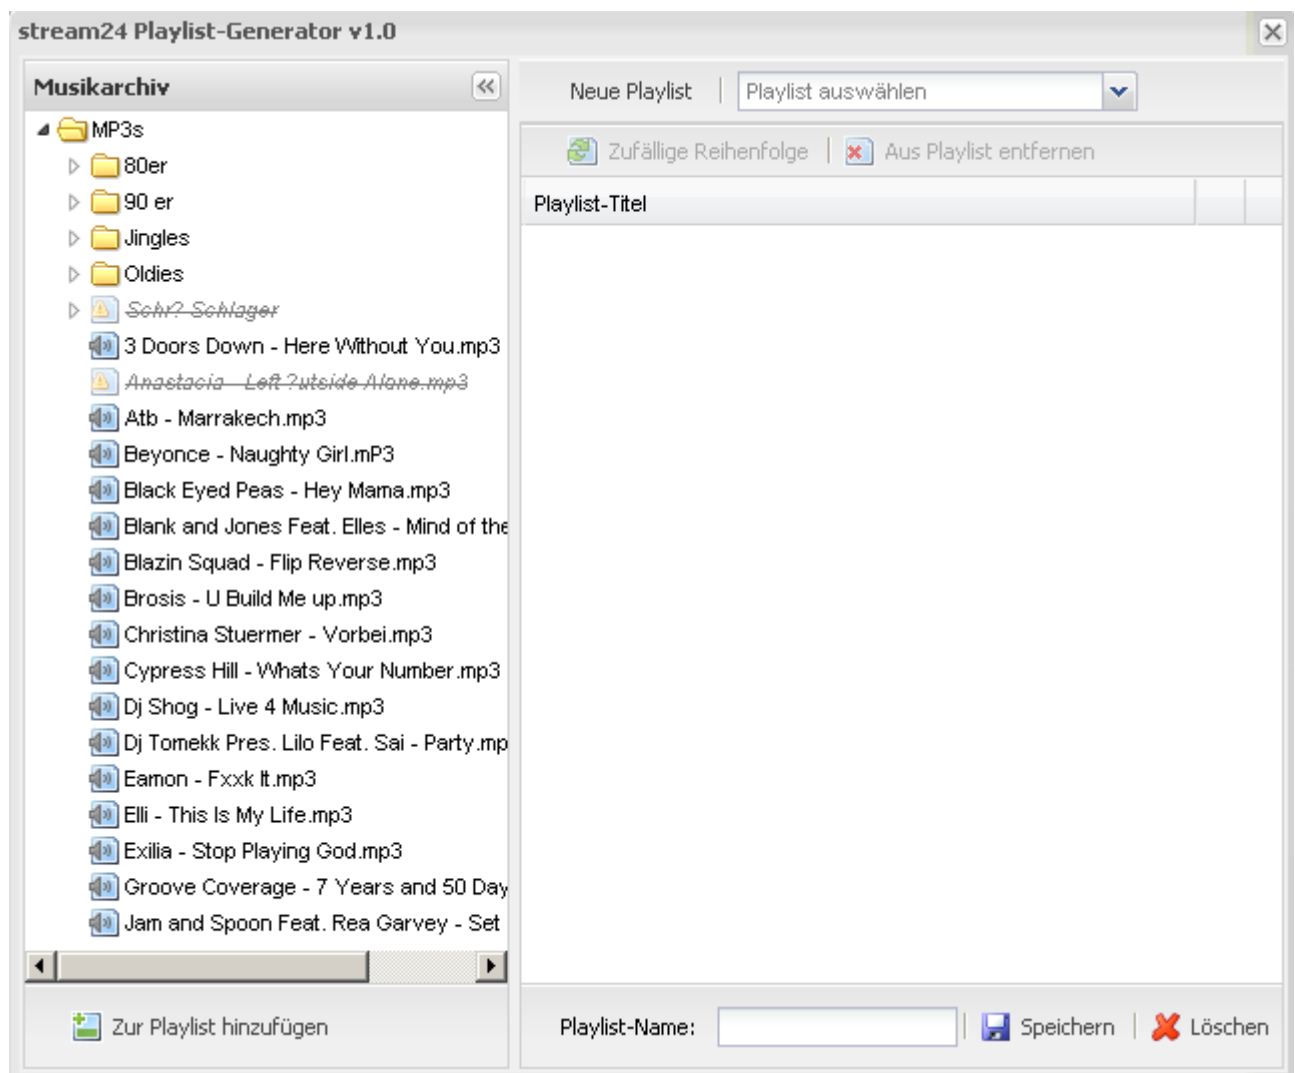 stream24 Playlist-Generator v1.0
Musikarchiv
Neue Playlist
Playlist auswählen
Zufällige Reihenfolge
Aus Playlist entfernen
Playlist-Titel
MP3s
80er
90 er
Jingles
Oldies
Schr? Schlager
3 Doors Down - Here Without You.mp3
Anastacia - Left ?utside Alone.mp3
Atb - Marrakech.mp3
Beyonce - Naughty Girl.mP3
Black Eyed Peas - Hey Mama.mp3
Blank and Jones Feat. Elles - Mind of the
Blazin Squad - Flip Reverse.mp3
Brosis - U Build Me up.mp3
Christina Stuermer - Vorbei.mp3
Cypress Hill - Whats Your Number.mp3
Dj Shog - Live 4 Music.mp3
Dj Tomekk Pres. Lilo Feat. Sai - Party.mp
Eamon - Fxxk It.mp3
Elli - This Is My Life.mp3
Exilia - Stop Playing God.mp3
Groove Coverage - 7 Years and 50 Day
Jam and Spoon Feat. Rea Garvey - Set
Zur Playlist hinzufügen
Playlist-Name:
Speichern
Löschen